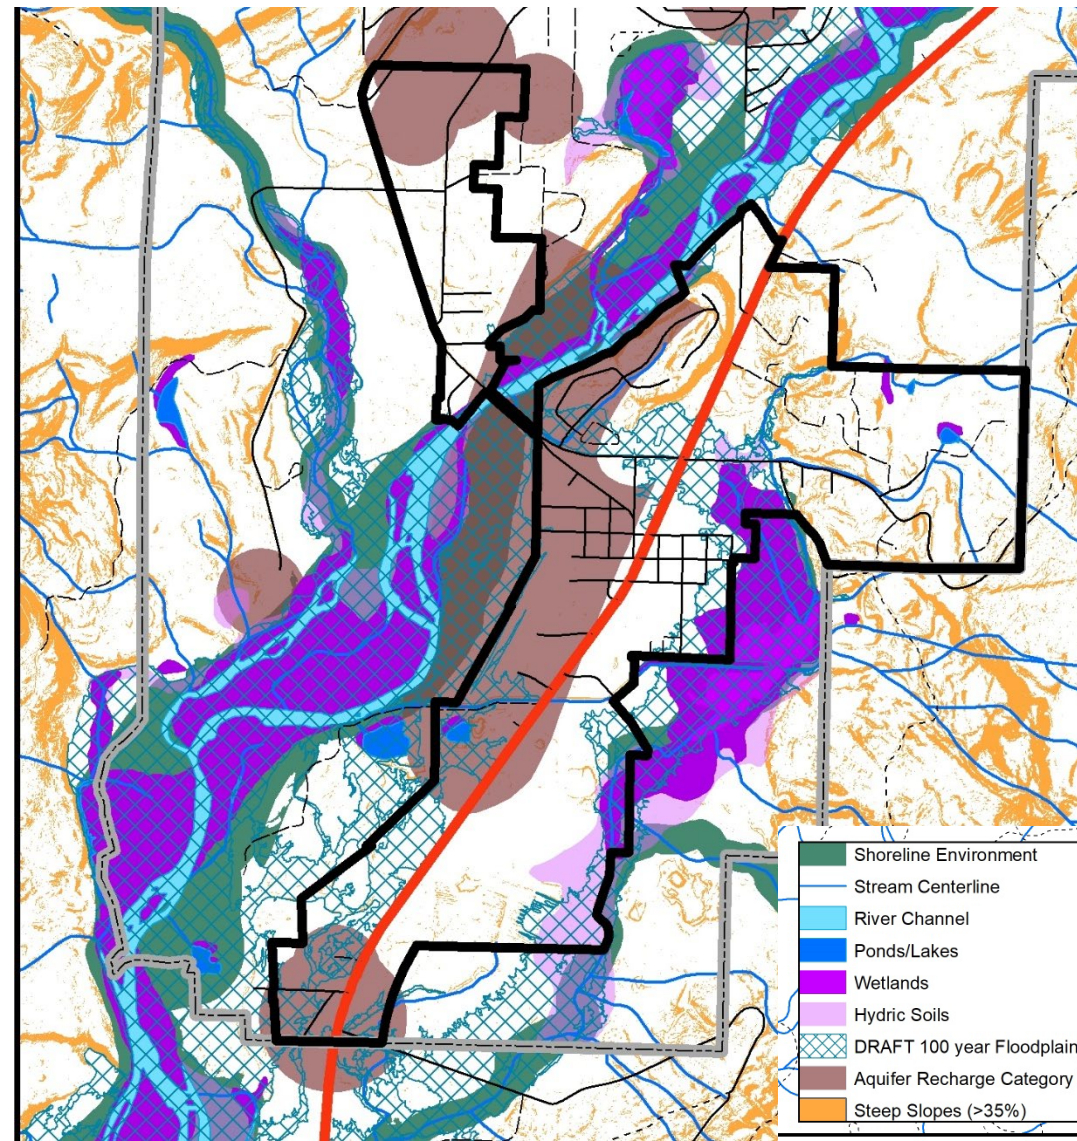 Shoreline Environment
Stream Centerline
River Channel
Ponds/Lakes
Wetlands
Hydric Soils
DRAFT 100 year Floodplain
Aquifer Recharge Category
Steep Slopes (>35%)